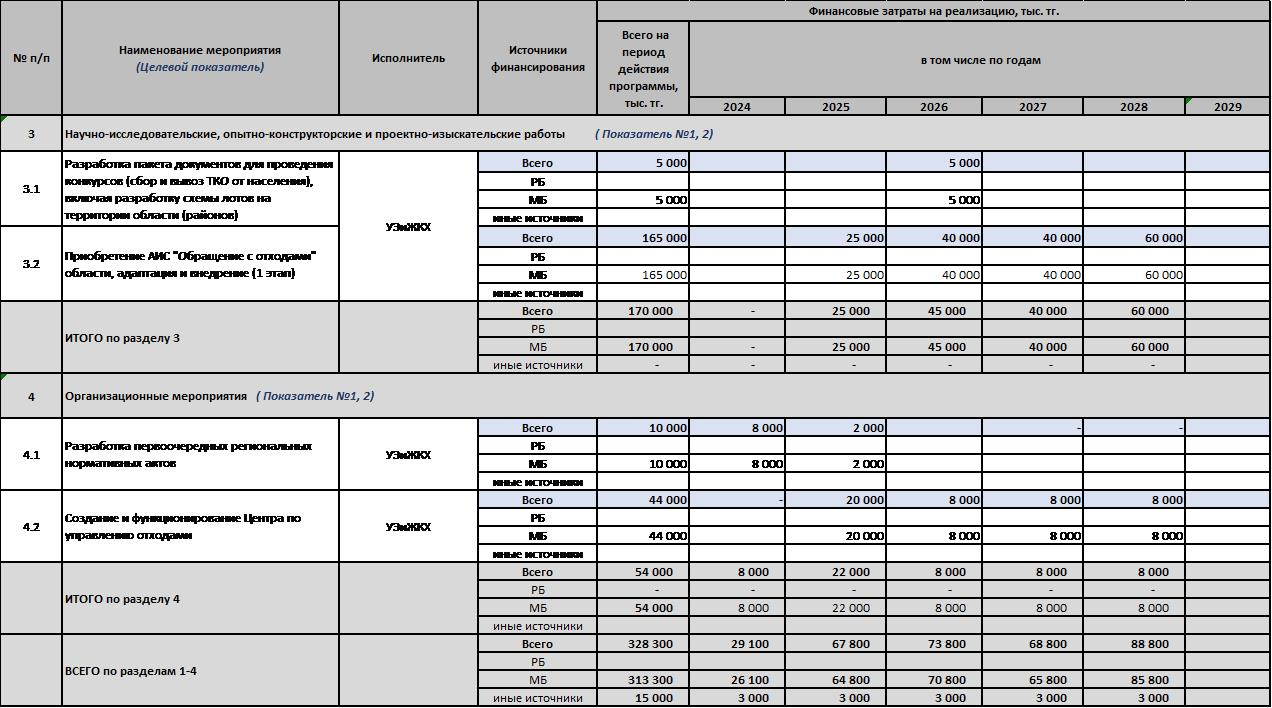 № п/п
Наименование мероприятия
(Целевой показатель)
Исполнитель
Источники
финансирования
Финансовые затраты на реализацию, тыс. тг.
Всего на
период
действия
программы,
тыс. тг.
в том числе по годам
2024 2025 2026 2027 2028 2029
3 Научно-исследовательские, опытно-конструкторские и проектно-изыскательские работы ( Показатель №1, 2)
3.1
Разработка пакета документов для проведения
конкурсов (сбор и вывоз ТКО от населения),
включая разработку схемы лотов на
территории области (районов)
УЭиЖКХ
Всего 5 000 5 000
РБ
МБ 5 000 5 000
иные источники
3.2
Приобретение АИС "Обращение с отходами"
области, адаптация и внедрение (1 этап)
Всего 165 000 25 000 40 000 40 000 60 000
РБ
МБ 165 000 25 000 40 000 40 000 60 000
иные источники
ИТОГО по разделу 3
Всего 170 000 - 25 000 45 000 40 000 60 000
РБ
МБ 170 000 - 25 000 45 000 40 000 60 000
иные источники - - - - - -
4 Организационные мероприятия ( Показатель №1, 2)
4.1
Разработка первоочередных региональных
нормативных актов
УЭиЖКХ
Всего 10 000 8 000 2 000 - -
РБ
МБ 10 000 8 000 2 000
иные источники
4.2
Создание и функционирование Центра по
управлению отходами
УЭиЖКХ
Всего 44 000 - 20 000 8 000 8 000 8 000
РБ
МБ 44 000 20 000 8 000 8 000 8 000
иные источники
ИТОГО по разделу 4
Всего 54 000 8 000 22 000 8 000 8 000 8 000
РБ - - - - - -
МБ 54 000 8 000 22 000 8 000 8 000 8 000
иные источники
ВСЕГО по разделам 1-4
Всего 328 300 29 100 67 800 73 800 68 800 88 800
РБ
МБ 313 300 26 100 64 800 70 800 65 800 85 800
иные источники 15 000 3 000 3 000 3 000 3 000 3 000